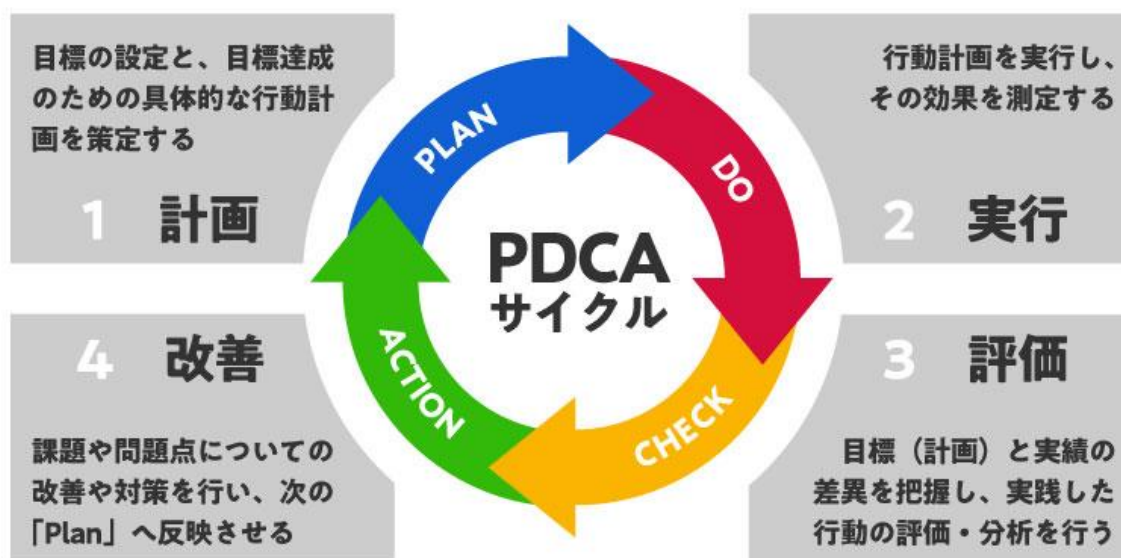 目標の設定と、目標達成
のための具体的な行動計
画を策定する
1 計画
行動計画を実行し、
その効果を測定する
2 実行
PLAN
DO
PDCA
サイクル
ACTION
CHECK
4 改善
課題や問題点についての
改善や対策を行い、次の
「Plan」へ反映させる
3 評価
目標（計画）と実績の
差異を把握し、実践した
行動の評価・分析を行う